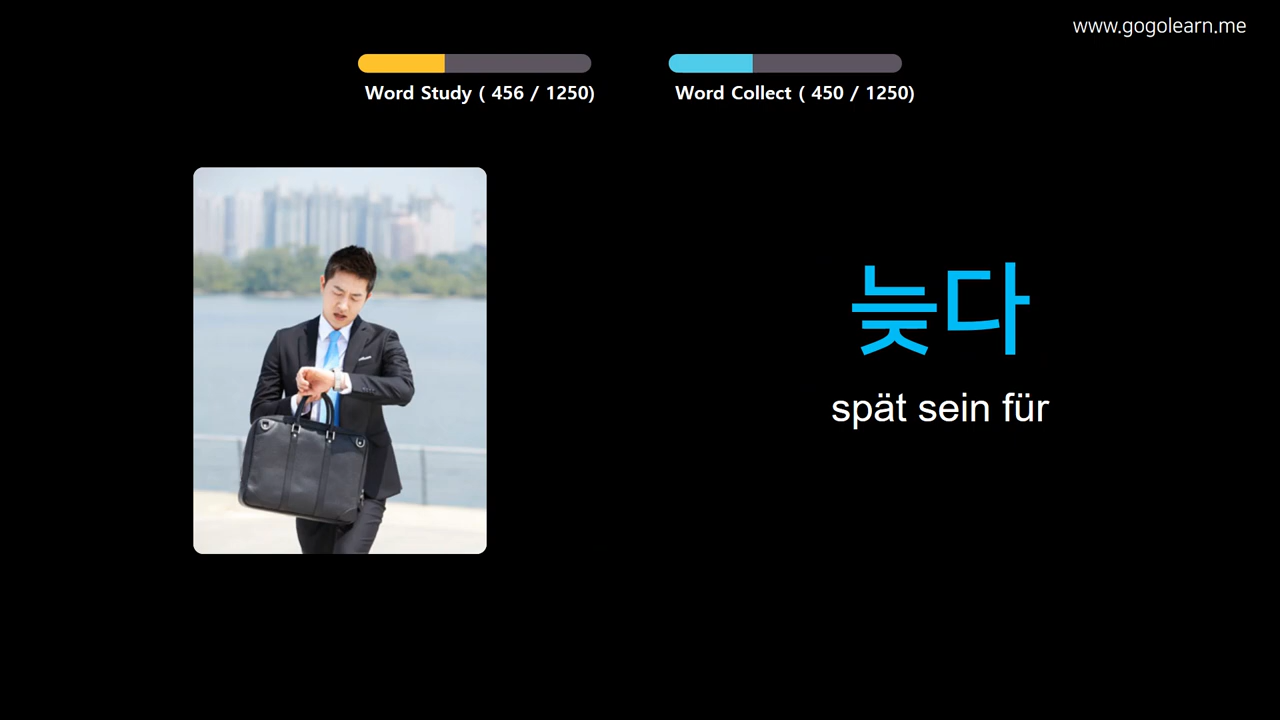 www.gogolearn.me
Word Study ( 456 / 1250)
Word Collect ( 450 / 1250)
늦다
spät sein für